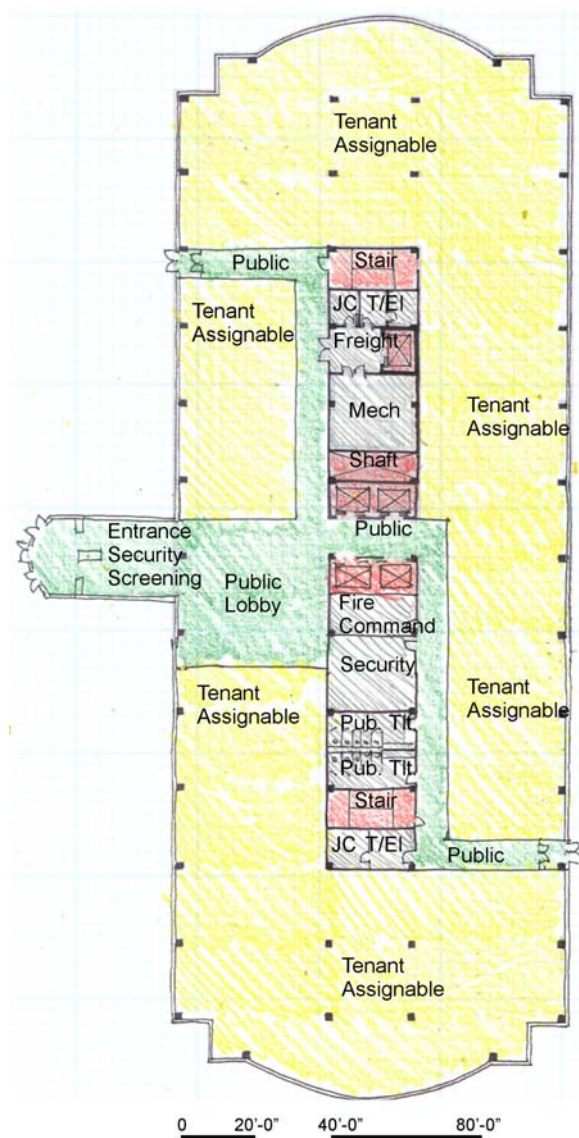 Tenant
Assignable
Public
Stair
JC T/El
Tenant
Assignable
Freight
Mech
Tenant
Assignable
Shaft
Public
Entrance
Security
Screening
Public
Lobby
Fire
Command
Security
Tenant
Assignable
Tenant
Assignable
Pub. Tlt
Pub. Tlt.
Stair
JC T/El
Public
Tenant
Assignable
0 20'-0" 40'-0" 80'-0"